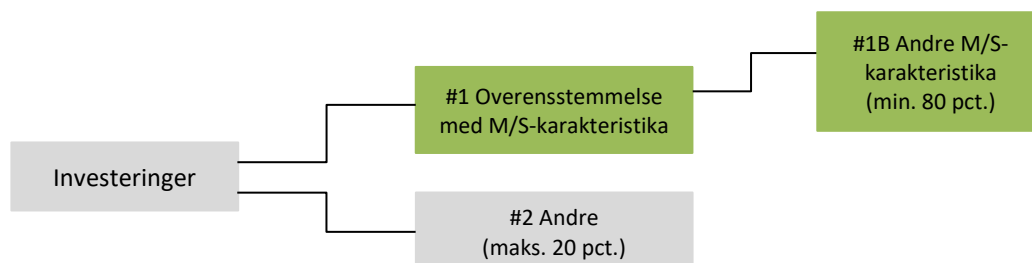 Investeringer
#1 Overensstemmelse
med M/S-karakteristika
#1B Andre M/S-
karakteristika
(min. 80 pct.)
#2 Andre
(maks. 20 pct.)